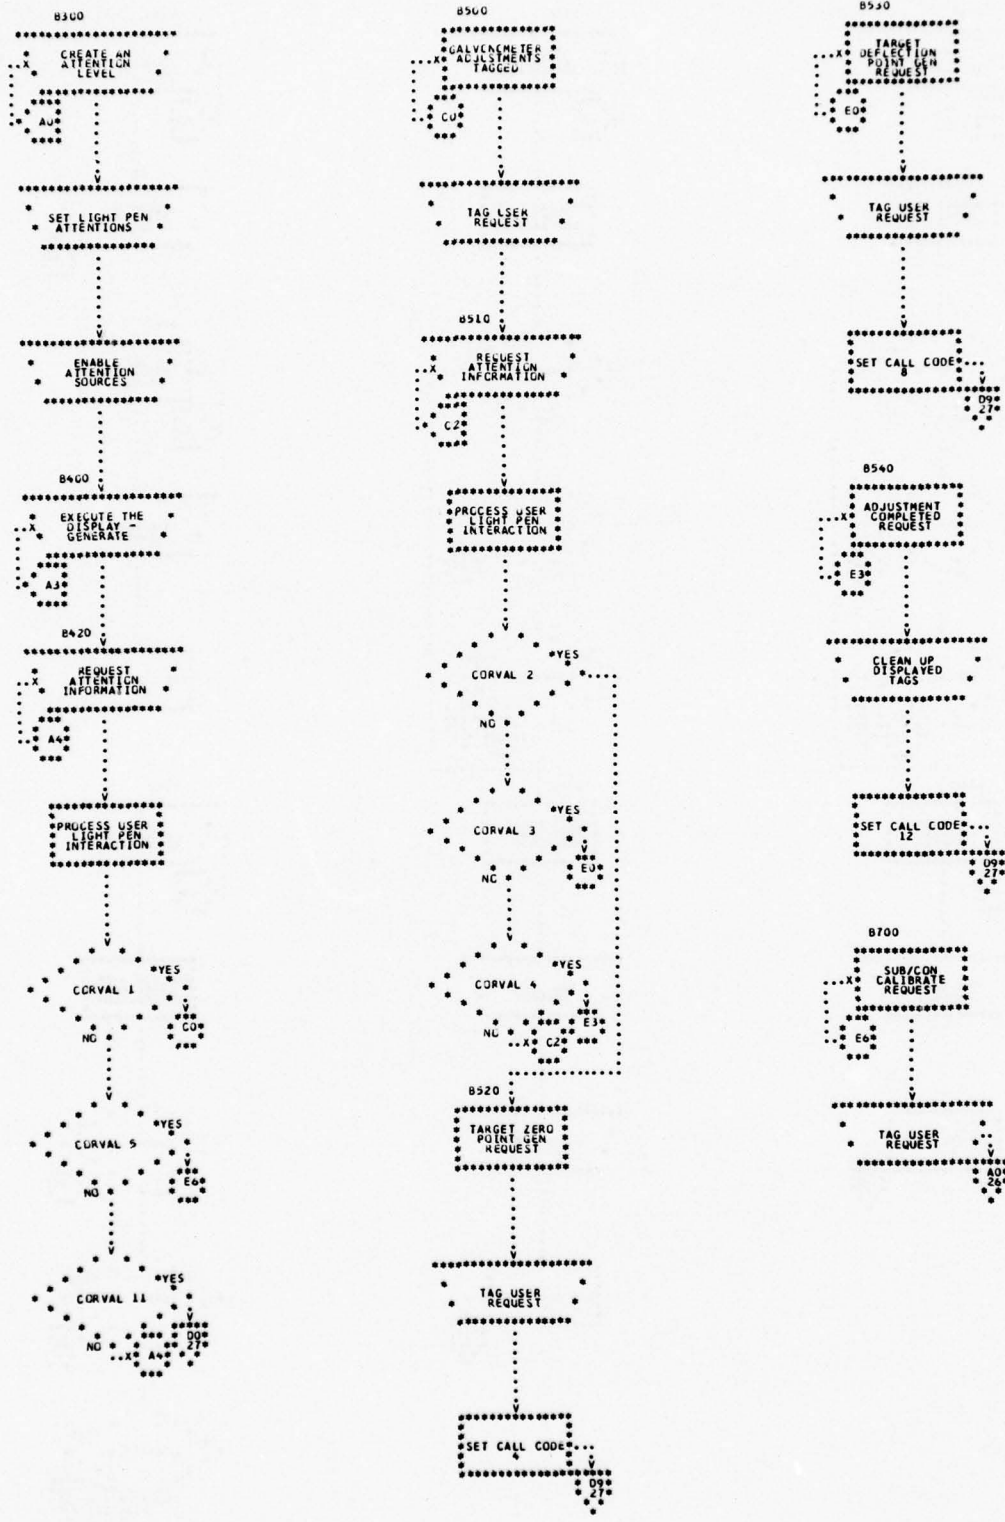 B300
CREATE AN
ATTENTION
LEVEL
X
A0
SET LIGHT PEN
ATTENTIONS
ENABLE
ATTENTION
SOURCES
B400
EXECUTE THE
DISPLAY -
GENERATE
X
A3
B420
REQUEST
ATTENTION
INFORMATION
X
A4
PROCESS USER
LIGHT PEN
INTERACTION
CORVAL 1
YES
C0
NO
CORVAL 5
YES
E6
NO
CORVAL 11
YES
D0
27
NO
X
A4
B500
GALVONOMETER
ADJUSTMENTS
TAGGED
X
C0
TAG USER
REQUEST
B510
REQUEST
ATTENTION
INFORMATION
X
C2
PROCESS USER
LIGHT PEN
INTERACTION
CORVAL 2
YES
NO
CORVAL 3
YES
E0
NO
CORVAL 4
YES
E3
NO
X
C2
B520
TARGET ZERO
POINT GEN
REQUEST
TAG USER
REQUEST
SET CALL CODE
4
D9
27
B530
TARGET
DEFLECTION
POINT GEN
REQUEST
X
E0
TAG USER
REQUEST
SET CALL CODE
8
D9
27
B540
ADJUSTMENT
COMPLETED
REQUEST
X
E3
CLEAN UP
DISPLAYED
TAGS
SET CALL CODE
12
D9
27
B700
SUB/CON
CALIBRATE
REQUEST
X
E6
TAG USER
REQUEST
A0
26